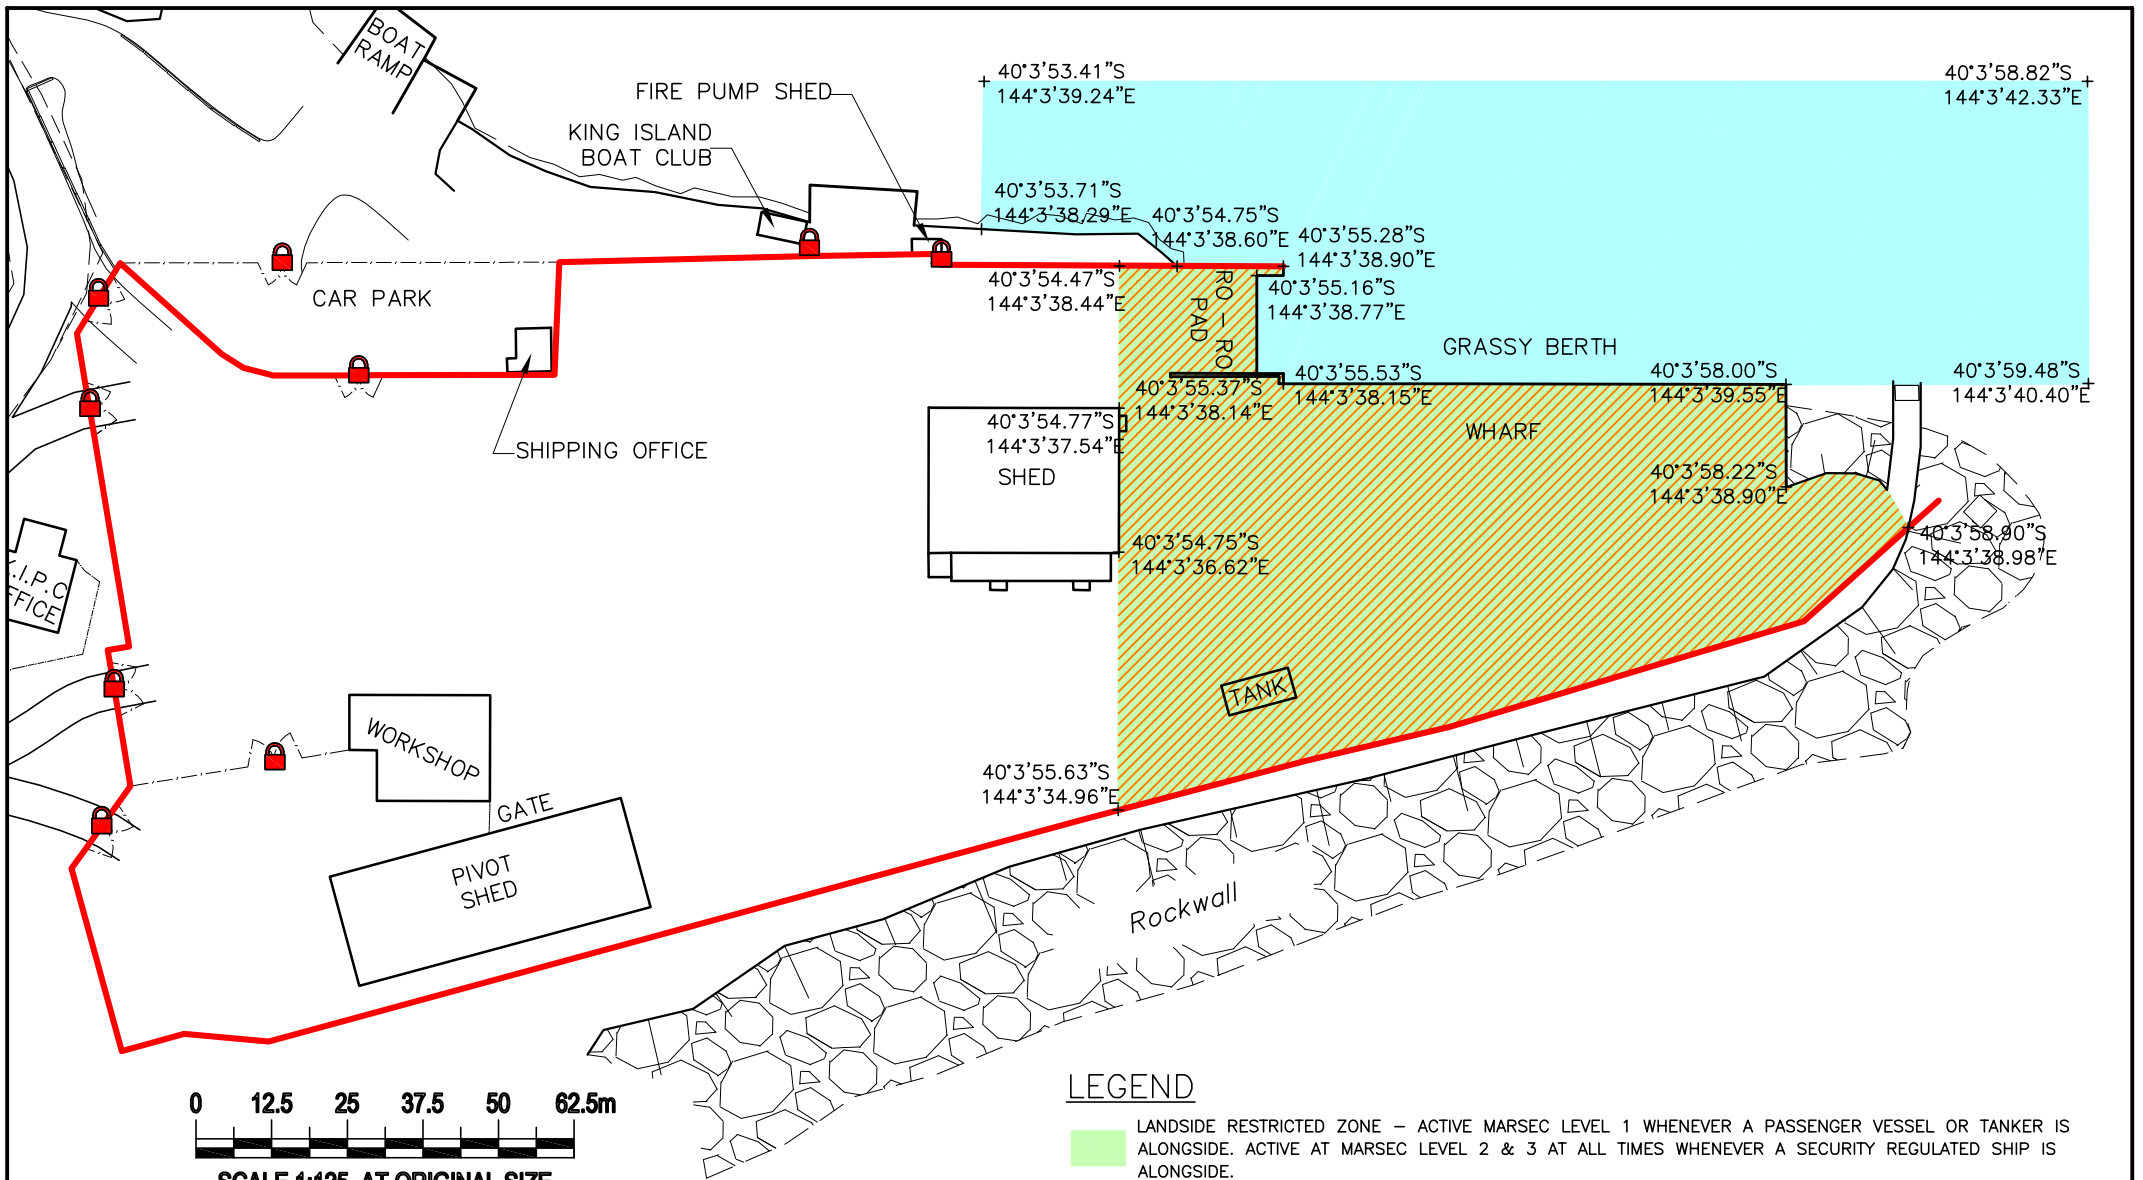 BOAT
RAMP
FIRE PUMP SHED
KING ISLAND
BOAT CLUB
40°3'53.41"S
144°3'39.24"E
40°3'58.82"S
144°3'42.33"E
40°3'53.71"S
144°3'38.29"E
40°3'54.75"S
144°3'38.60"E
40°3'55.28"S
144°3'38.90"E
CAR PARK
40°3'54.47"S
144°3'38.44"E
RO - RO
PAD
40°3'55.16"S
144°3'38.77"E
GRASSY BERTH
40°3'55.37"S
144°3'38.14"E
40°3'55.53"S
144°3'38.15"E
40°3'58.00"S
144°3'39.55"E
40°3'59.48"S
144°3'40.40"E
SHIPPING OFFICE
40°3'54.77"S
144°3'37.54"E
SHED
WHARF
40°3'58.22"S
144°3'38.90"E
40°3'54.75"S
144°3'36.62"E
40°3'58.90"S
144°3'38.98"E
.I.P.C
FFICE
TANK
WORKSHOP
GATE
40°3'55.63"S
144°3'34.96"E
PIVOT
SHED
Rockwall
0 12.5 25 37.5 50 62.5m
SCALE 1:125 AT ORIGINAL SIZE
LEGEND
LANDSIDE RESTRICTED ZONE – ACTIVE MARSEC LEVEL 1 WHENEVER A PASSENGER VESSEL OR TANKER IS
ALONGSIDE. ACTIVE AT MARSEC LEVEL 2 & 3 AT ALL TIMES WHENEVER A SECURITY REGULATED SHIP IS
ALONGSIDE.